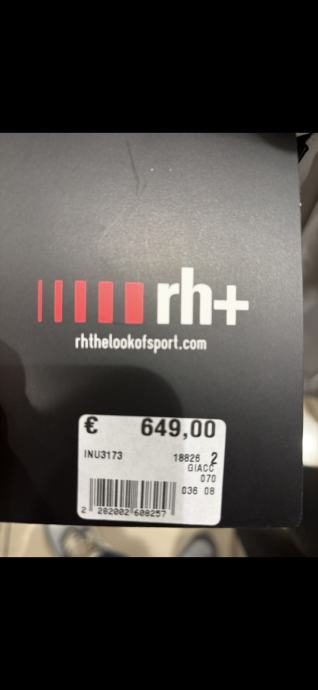 rh+
rhthelookofsport.com
€ 649,00
INU3173 18826 2
GIACC
070
036 08
2 282002 608257